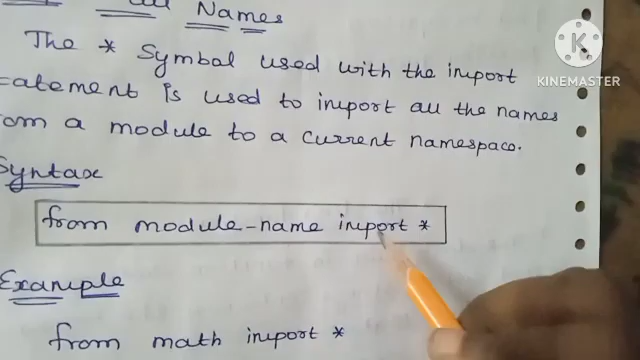 all Names
The * Symbol used with the import
statement is used to import all the names
from a module to a current namespace.
Syntax
from module-name import *
Example
from math import *
KINEMASTER